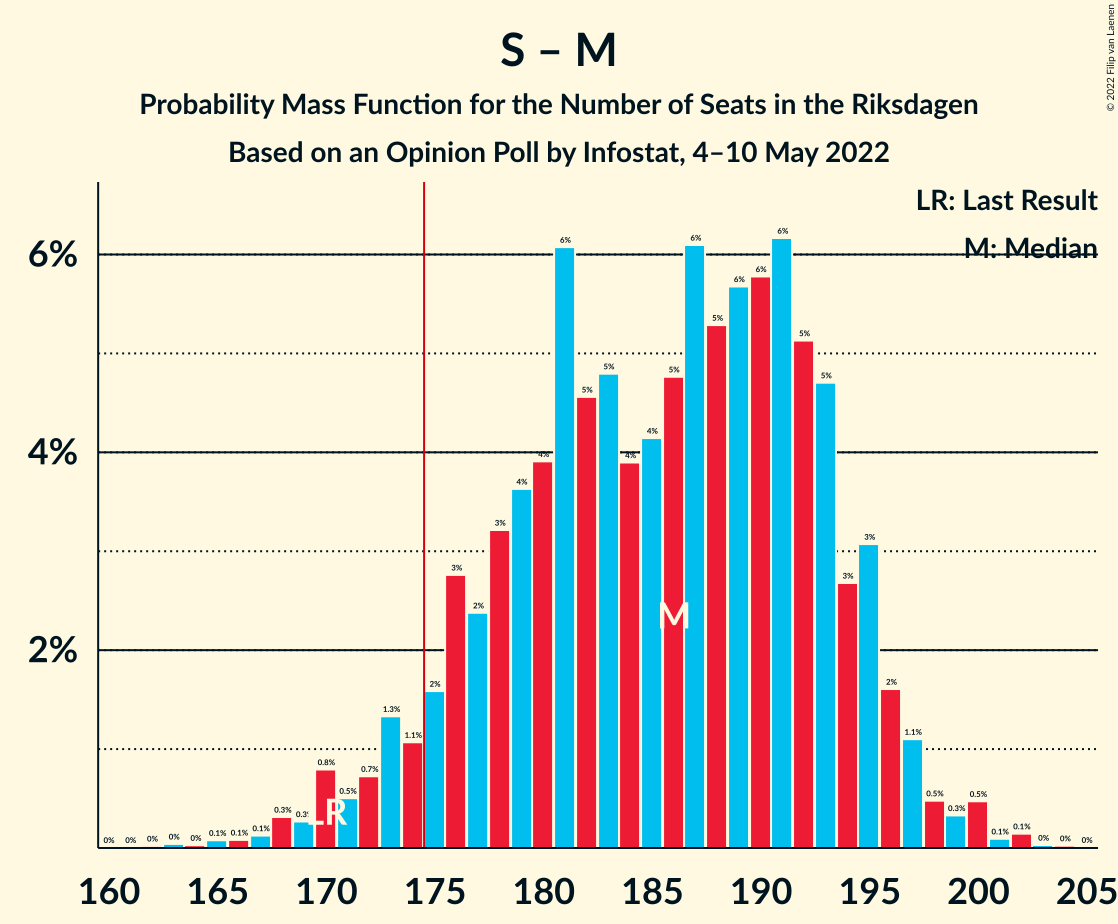 S – M
Probability Mass Function for the Number of Seats in the Riksdagen
Based on an Opinion Poll by Infostat, 4–10 May 2022
© 2022 Filip van Laenen
LR: Last Result
M: Median
6%
4%
2%
0% 0% 0% 0% 0% 0.1% 0.1% 0.1% 0.3% 0.3% 0.8% 0.5% 0.7% 1.3% 1.1% 2% 3% 2% 3% 4% 4% 6% 5% 5% 4% 4% 5% 6% 5% 6% 6% 6% 5% 5% 3% 3% 2% 1.1% 0.5% 0.3% 0.5% 0.1% 0.1% 0% 0% 0%
LR
M
160 165 170 175 180 185 190 195 200 205